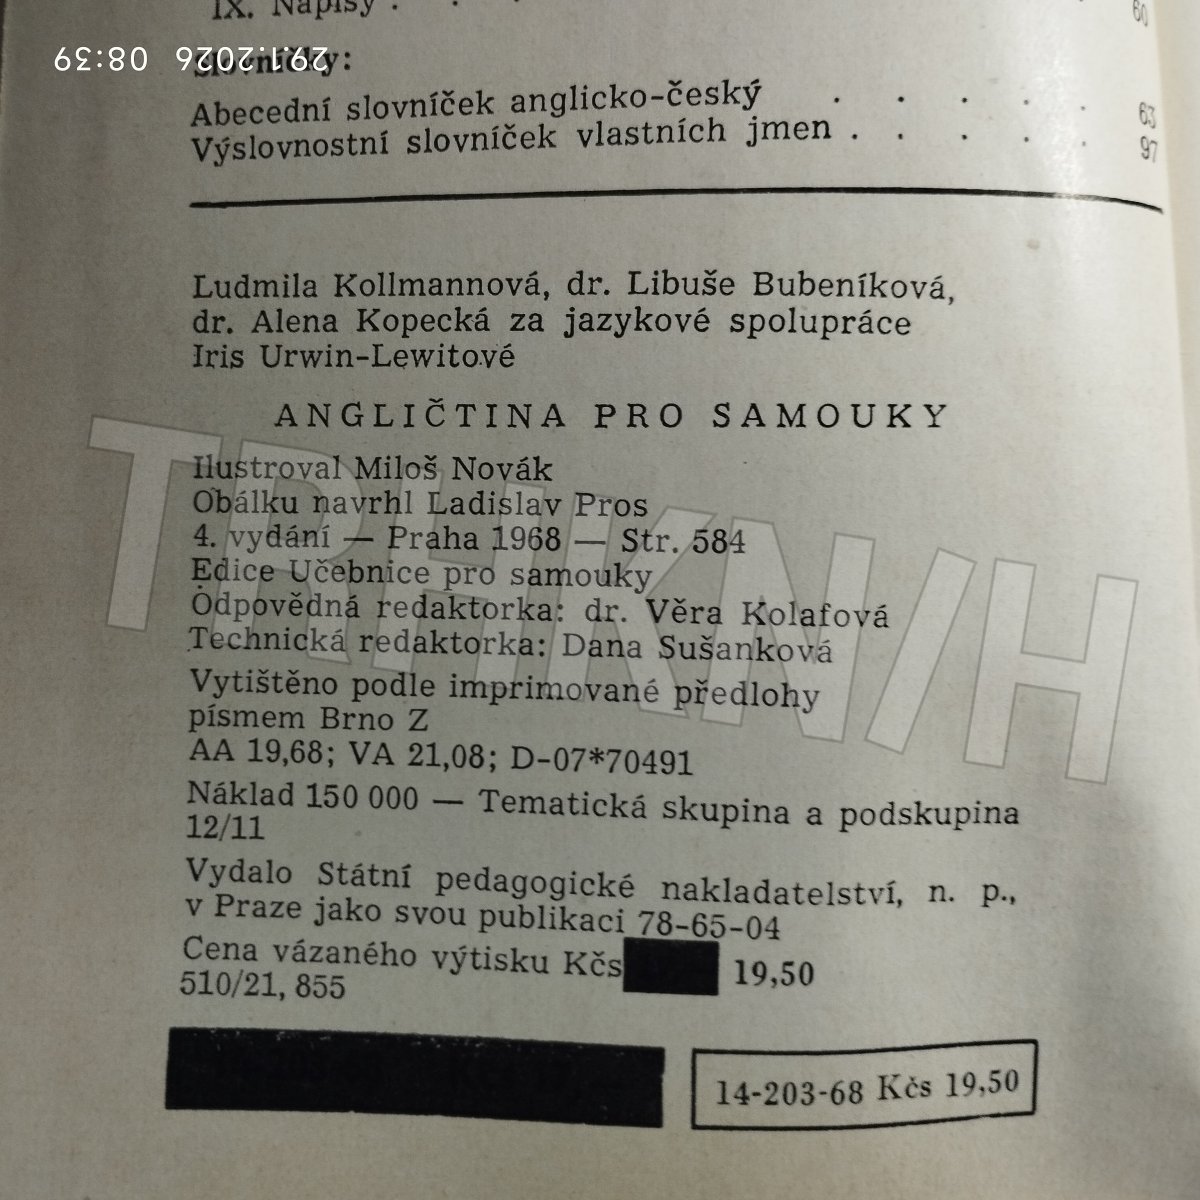 IX. Nápisy . . 60
29.1.2026 08:39
Slovníčky:
Abecední slovníček anglicko-český . . . . . 63
Výslovnostní slovníček vlastních jmen . . . . . 97
Ludmila Kollmannová, dr. Libuše Bubeníková,
dr. Alena Kopecká za jazykové spolupráce
Iris Urwin-Lewitové
ANGLIČTINA PRO SAMOUKY
Ilustroval Miloš Novák
Obálku navrhl Ladislav Pros
4. vydání — Praha 1968 — Str. 584
Edice Učebnice pro samouky
Odpovědná redaktorka: dr. Věra Kolafová
Technická redaktorka: Dana Sušanková
Vytištěno podle imprimované předlohy
písmem Brno Z
AA 19,68; VA 21,08; D-07*70491
Náklad 150 000 — Tematická skupina a podskupina
12/11
Vydalo Státní pedagogické nakladatelství, n. p.,
v Praze jako svou publikaci 78-65-04
Cena vázaného výtisku Kčs 19,50
510/21, 855
14-203-68 Kčs 19,50
TRHKN/H